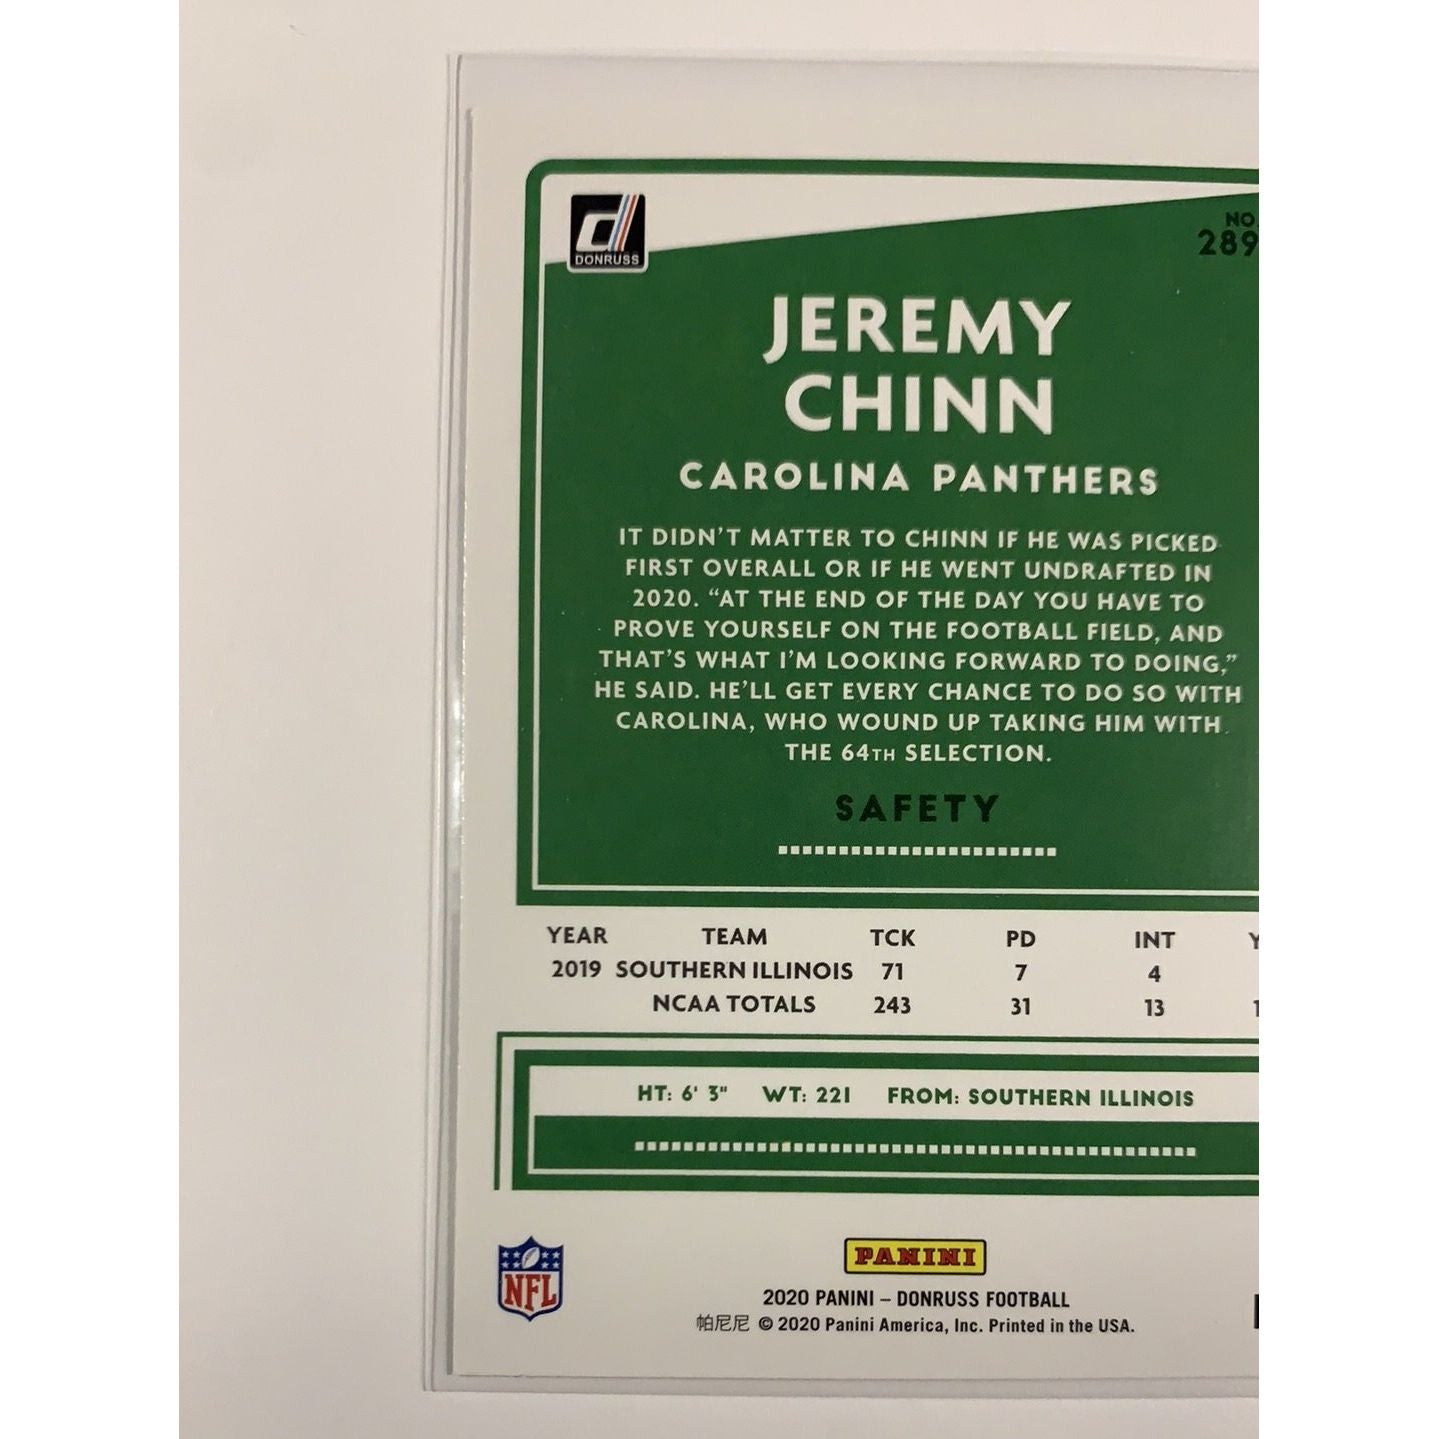 DONRUSS
NO.
289
JEREMY
CHINN
CAROLINA PANTHERS
IT DIDN'T MATTER TO CHINN IF HE WAS PICKED
FIRST OVERALL OR IF HE WENT UNDRAFTED IN
2020. “AT THE END OF THE DAY YOU HAVE TO
PROVE YOURSELF ON THE FOOTBALL FIELD, AND
THAT'S WHAT I'M LOOKING FORWARD TO DOING,”
HE SAID. HE'LL GET EVERY CHANCE TO DO SO WITH
CAROLINA, WHO WOUND UP TAKING HIM WITH
THE 64TH SELECTION.
SAFETY
YEAR TEAM TCK PD INT
2019 SOUTHERN ILLINOIS 71 7 4
NCAA TOTALS 243 31 13
HT: 6' 3" WT: 221 FROM: SOUTHERN ILLINOIS
NFL
PANINI
2020 PANINI – DONRUSS FOOTBALL
帕尼尼 © 2020 Panini America, Inc. Printed in the USA.